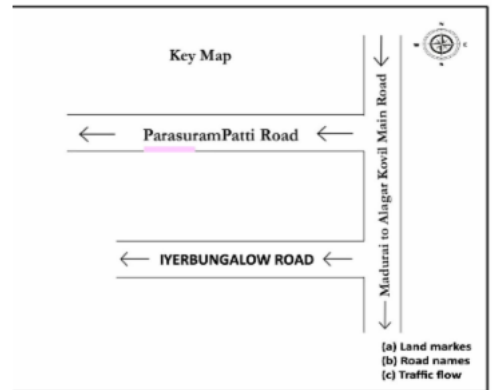 Key Map
ParasuramPatti Road
IYERBUNGALOW ROAD
Madurai to Alagar Kovil Main Road
(a) Land markes
(b) Road names
(c) Traffic flow